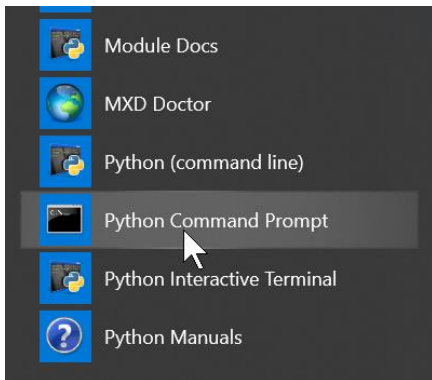 Module Docs
MXD Doctor
Python (command line)
Python Command Prompt
Python Interactive Terminal
Python Manuals